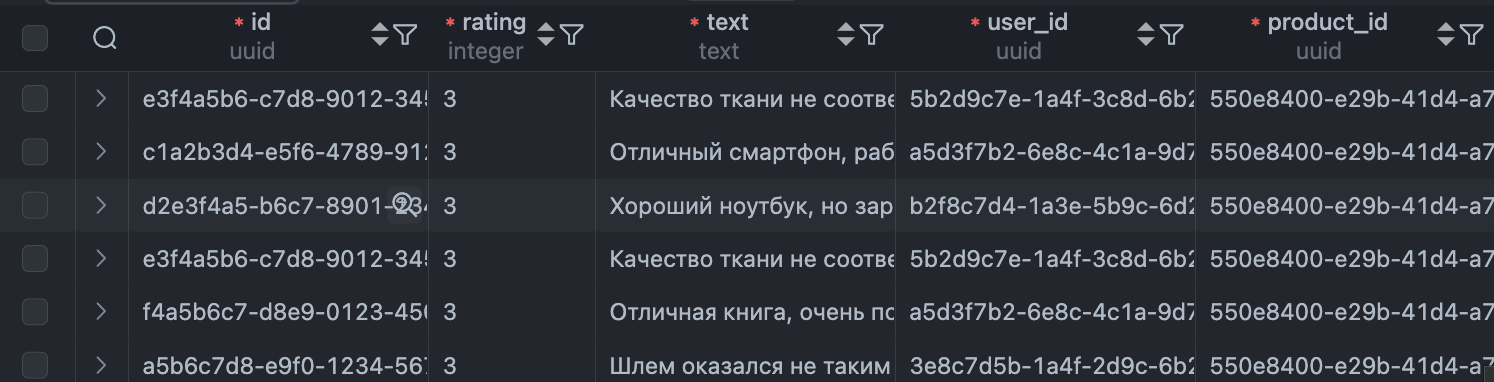 * id * rating * text * user_id * product_id
uuid integer text uuid uuid
e3f4a5b6-c7d8-9012-345 3 Качество ткани не соотве 5b2d9c7e-1a4f-3c8d-6b2 550e8400-e29b-41d4-a7
c1a2b3d4-e5f6-4789-912 3 Отличный смартфон, раб a5d3f7b2-6e8c-4c1a-9d7 550e8400-e29b-41d4-a7
d2e3f4a5-b6c7-8901-234 3 Хороший ноутбук, но зар b2f8c7d4-1a3e-5b9c-6d2 550e8400-e29b-41d4-a7
e3f4a5b6-c7d8-9012-345 3 Качество ткани не соотве 5b2d9c7e-1a4f-3c8d-6b2 550e8400-e29b-41d4-a7
f4a5b6c7-d8e9-0123-456 3 Отличная книга, очень по a5d3f7b2-6e8c-4c1a-9d7 550e8400-e29b-41d4-a7
a5b6c7d8-e9f0-1234-567 3 Шлем оказался не таким 3e8c7d5b-1a4f-2d9c-6b2 550e8400-e29b-41d4-a7